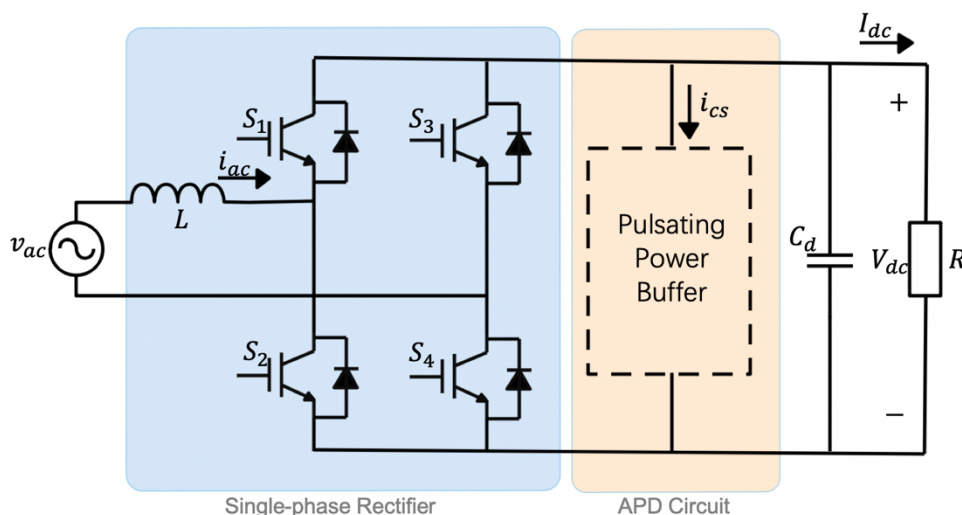 I_dc
S_1
S_3
i_cs
i_ac
L
v_ac
Pulsating
Power
Buffer
C_d
+
V_dc
R
S_2
S_4
−
Single-phase Rectifier
APD Circuit